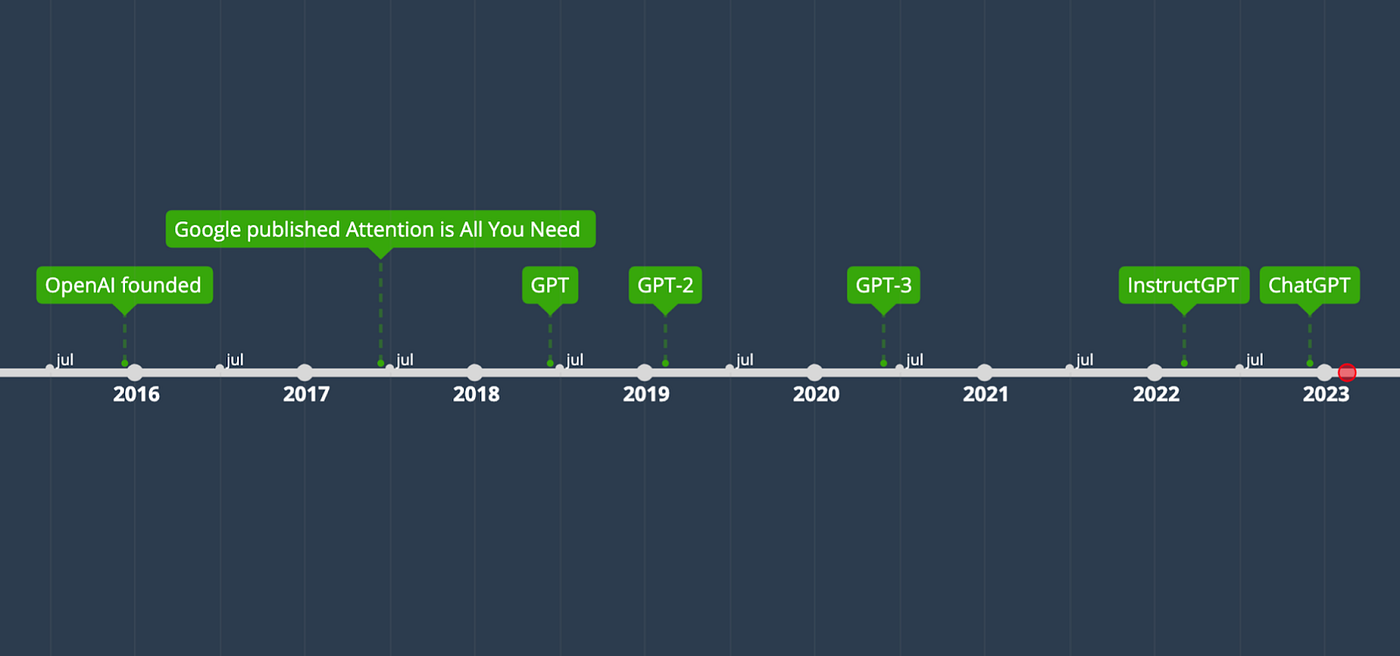 Google published Attention is All You Need
OpenAI founded
GPT
GPT-2
GPT-3
InstructGPT
ChatGPT
jul
jul
jul
jul
jul
jul
jul
jul
2016
2017
2018
2019
2020
2021
2022
2023